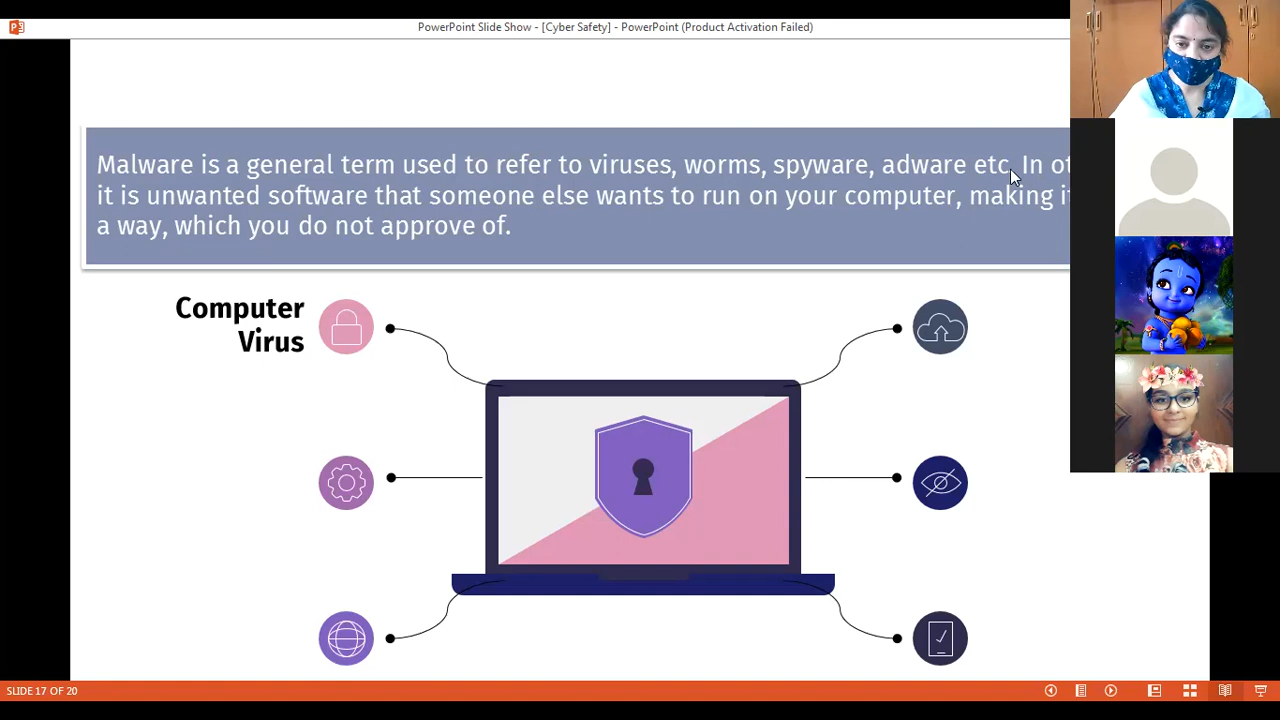 PowerPoint Slide Show - [Cyber Safety] - PowerPoint (Product Activation Failed)
Malware is a general term used to refer to viruses, worms, spyware, adware etc. In
it is unwanted software that someone else wants to run on your computer, making
a way, which you do not approve of.
Computer
Virus
SLIDE 17 OF 20